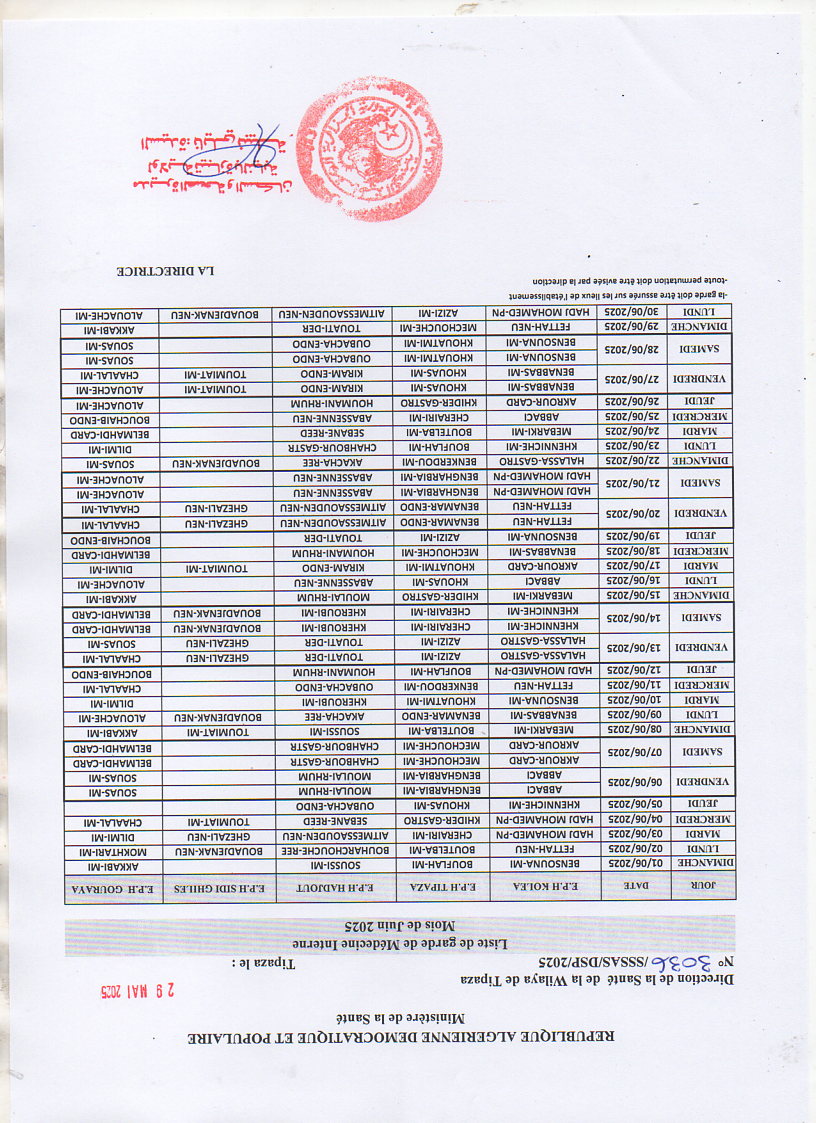 REPUBLIQUE ALGERIENNE DEMOCRATIQUE ET POPULAIRE
Ministère de la Santé
29 MAI 2025
Direction de la Santé de la Wilaya de Tipaza
N° 3036 /SSSAS/DSP/2025 Tipaza le :
Liste de garde de Médecine Interne
Mois de Juin 2025
JOUR DATE E.P.H KOLEA E.P.H TIPAZA E.P.H HADJOUT E.P.H SIDI GHILES E.P.H GOURAYA
DIMANCHE 01/06/2025 BENSOUNA-MI BOUFLAH-MI SOUSSI-MI AKKABI-MI
LUNDI 02/06/2025 FETTAH-NEU BOUTELBA-MI BOUHARCHOUCHE-REE BOUADJENAK-NEU MOKHTARI-MI
MARDI 03/06/2025 HADJ MOHAMED-PN CHERAIRI-MI AITMESSAOUDEN-NEU GHEZALI-NEU DILMI-MI
MERCREDI 04/06/2025 HADJ MOHAMED-PN KHIDER-GASTRO SEBANE-REED TOUMIAT-MI CHAALAL-MI
JEUDI 05/06/2025 KHENNICHE-MI KHOUAS-MI OUBACHA-ENDO
VENDREDI 06/06/2025 ABBACI BENGHARBIA-MI MOULAI-RHUM SOUAS-MI
ABBACI BENGHARBIA-MI MOULAI-RHUM SOUAS-MI
SAMEDI 07/06/2025 AKROUR-CARD MECHOUCHE-MI CHAHBOUR-GASTR BELMAHDI-CARD
AKROUR-CARD MECHOUCHE-MI CHAHBOUR-GASTR BELMAHDI-CARD
DIMANCHE 08/06/2025 MEBARKI-MI BOUTELBA-MI SOUSSI-MI TOUMIAT-MI AKKABI-MI
LUNDI 09/06/2025 BENABBAS-MI BENAMAR-ENDO AKACHA-REE BOUADJENAK-NEU ALOUACHE-MI
MARDI 10/06/2025 BENSOUNA-MI KHOUATMI-MI KHEROUBI-MI DILMI-MI
MERCREDI 11/06/2025 FETTAH-NEU BENKERDOU-MI OUBACHA-ENDO CHAALAL-MI
JEUDI 12/06/2025 HADJ MOHAMED-PN BOUFLAH-MI HOUMANI-RHUM BOUCHAIB-ENDO
VENDREDI 13/06/2025 HALASSA-GASTRO AZIZI-MI TOUATI-DER GHEZALI-NEU CHAALAL-MI
HALASSA-GASTRO AZIZI-MI TOUATI-DER GHEZALI-NEU SOUAS-MI
SAMEDI 14/06/2025 KHENNICHE-MI CHERAIRI-MI KHEROUBI-MI BOUADJENAK-NEU BELMAHDI-CARD
KHENNICHE-MI CHERAIRI-MI KHEROUBI-MI BOUADJENAK-NEU BELMAHDI-CARD
DIMANCHE 15/06/2025 MEBARKI-MI KHIDER-GASTRO MOULAI-RHUM AKKABI-MI
LUNDI 16/06/2025 ABBACI KHOUAS-MI ABASSENNE-NEU ALOUACHE-MI
MARDI 17/06/2025 AKROUR-CARD KHOUATMI-MI KIRAM-ENDO TOUMIAT-MI DILMI-MI
MERCREDI 18/06/2025 BENABBAS-MI MECHOUCHE-MI HOUMANI-RHUM BELMAHDI-CARD
JEUDI 19/06/2025 BENSOUNA-MI AZIZI-MI TOUATI-DER BOUCHAIB-ENDO
VENDREDI 20/06/2025 FETTAH-NEU BENAMAR-ENDO AITMESSAOUDEN-NEU GHEZALI-NEU CHAALAL-MI
FETTAH-NEU BENAMAR-ENDO AITMESSAOUDEN-NEU GHEZALI-NEU CHAALAL-MI
SAMEDI 21/06/2025 HADJ MOHAMED-PN BENGHARBIA-MI ABASSENNE-NEU ALOUACHE-MI
HADJ MOHAMED-PN BENGHARBIA-MI ABASSENNE-NEU ALOUACHE-MI
DIMANCHE 22/06/2025 HALASSA-GASTRO BENKERDOU-MI AKACHA-REE BOUADJENAK-NEU SOUAS-MI
LUNDI 23/06/2025 KHENNICHE-MI BOUFLAH-MI CHAHBOUR-GASTR DILMI-MI
MARDI 24/06/2025 MEBARKI-MI BOUTELBA-MI SEBANE-REED BELMAHDI-CARD
MERCREDI 25/06/2025 ABBACI CHERAIRI-MI ABASSENNE-NEU BOUCHAIB-ENDO
JEUDI 26/06/2025 AKROUR-CARD KHIDER-GASTRO HOUMANI-RHUM ALOUACHE-MI
VENDREDI 27/06/2025 BENABBAS-MI KHOUAS-MI KIRAM-ENDO TOUMIAT-MI ALOUACHE-MI
BENABBAS-MI KHOUAS-MI KIRAM-ENDO TOUMIAT-MI CHAALAL-MI
SAMEDI 28/06/2025 BENSOUNA-MI KHOUATMI-MI OUBACHA-ENDO SOUAS-MI
BENSOUNA-MI KHOUATMI-MI OUBACHA-ENDO SOUAS-MI
DIMANCHE 29/06/2025 FETTAH-NEU MECHOUCHE-MI TOUATI-DER AKKABI-MI
LUNDI 30/06/2025 HADJ MOHAMED-PN AZIZI-MI AITMESSAOUDEN-NEU BOUADJENAK-NEU ALOUACHE-MI
-la garde doit être assurée sur les lieux de l'établissement
-toute permutation doit être avisée par la direction
LA DIRECTRICE
مديرة الصحة والسكان
لولاية تيبازة بالنيابة
السيدة: نايلي نبيلة